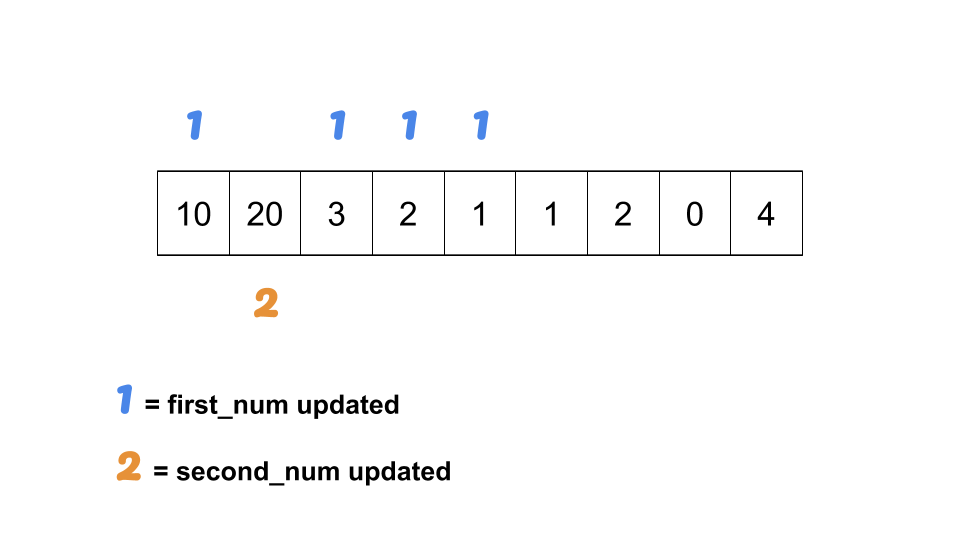 1 1 1 1
10 20 3 2 1 1 2 0 4
2
1 = first_num updated
2 = second_num updated